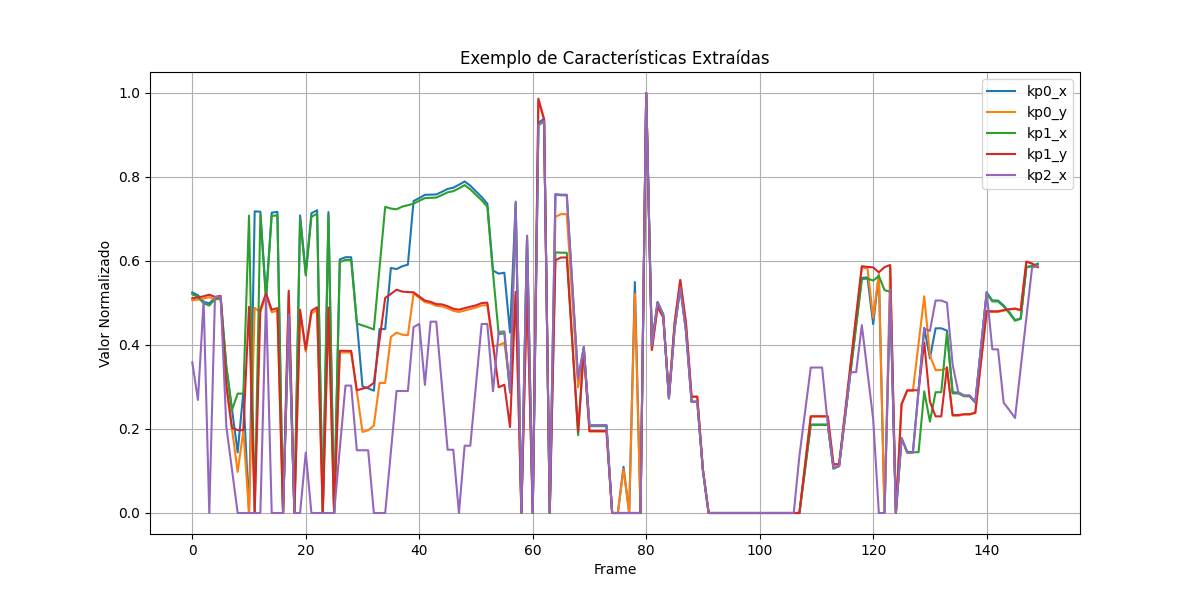 Exemplo de Características Extraídas
kp0_x
kp0_y
kp1_x
kp1_y
kp2_x
Valor Normalizado
1.0
0.8
0.6
0.4
0.2
0.0
0 20 40 60 80 100 120 140
Frame